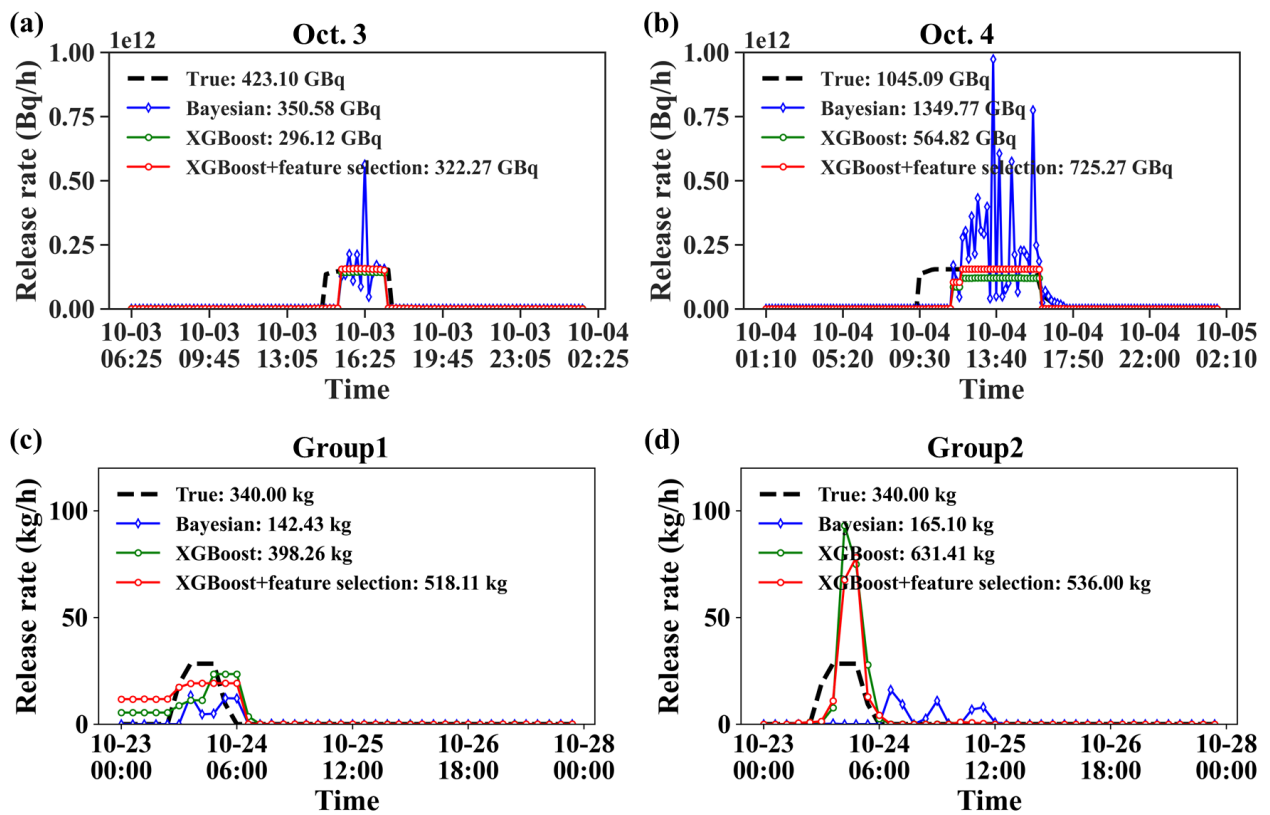 (a)
Oct. 3
1e12
Release rate (Bq/h)
1.00
0.75
0.50
0.25
0.00
True: 423.10 GBq
Bayesian: 350.58 GBq
XGBoost: 296.12 GBq
XGBoost+feature selection: 322.27 GBq
10-03 10-03 10-03 10-03 10-03 10-03 10-04
06:25 09:45 13:05 16:25 19:45 23:05 02:25
Time
(b)
Oct. 4
1e12
Release rate (Bq/h)
1.00
0.75
0.50
0.25
0.00
True: 1045.09 GBq
Bayesian: 1349.77 GBq
XGBoost: 564.82 GBq
XGBoost+feature selection: 725.27 GBq
10-04 10-04 10-04 10-04 10-04 10-04 10-05
01:10 05:20 09:30 13:40 17:50 22:00 02:10
Time
(c)
Group1
Release rate (kg/h)
100
50
0
True: 340.00 kg
Bayesian: 142.43 kg
XGBoost: 398.26 kg
XGBoost+feature selection: 518.11 kg
10-23 10-24 10-25 10-26 10-28
00:00 06:00 12:00 18:00 00:00
Time
(d)
Group2
Release rate (kg/h)
100
50
0
True: 340.00 kg
Bayesian: 165.10 kg
XGBoost: 631.41 kg
XGBoost+feature selection: 536.00 kg
10-23 10-24 10-25 10-26 10-28
00:00 06:00 12:00 18:00 00:00
Time